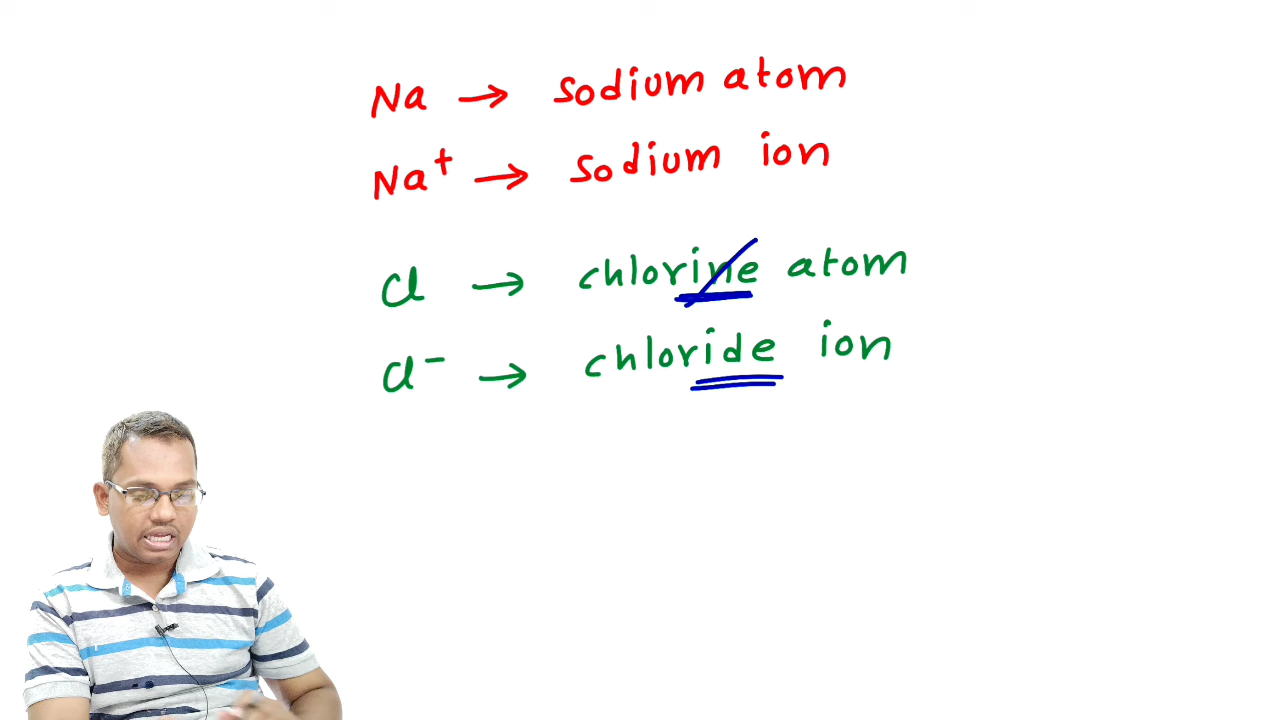 Na → Sodium atom
Na⁺ → Sodium ion
Cl → chlorine atom
Cl⁻ → chloride ion